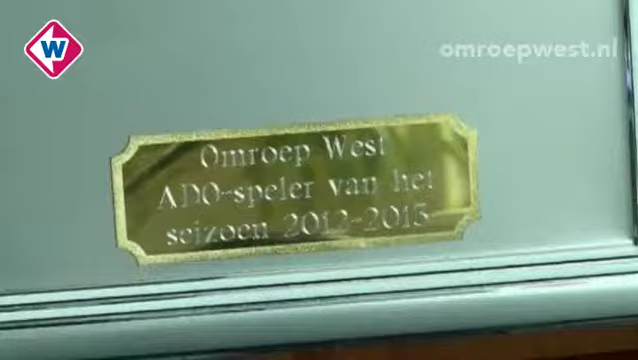 W
omroepwest.nl
Omroep West
ADO-speler van het
seizoen 2012-2013